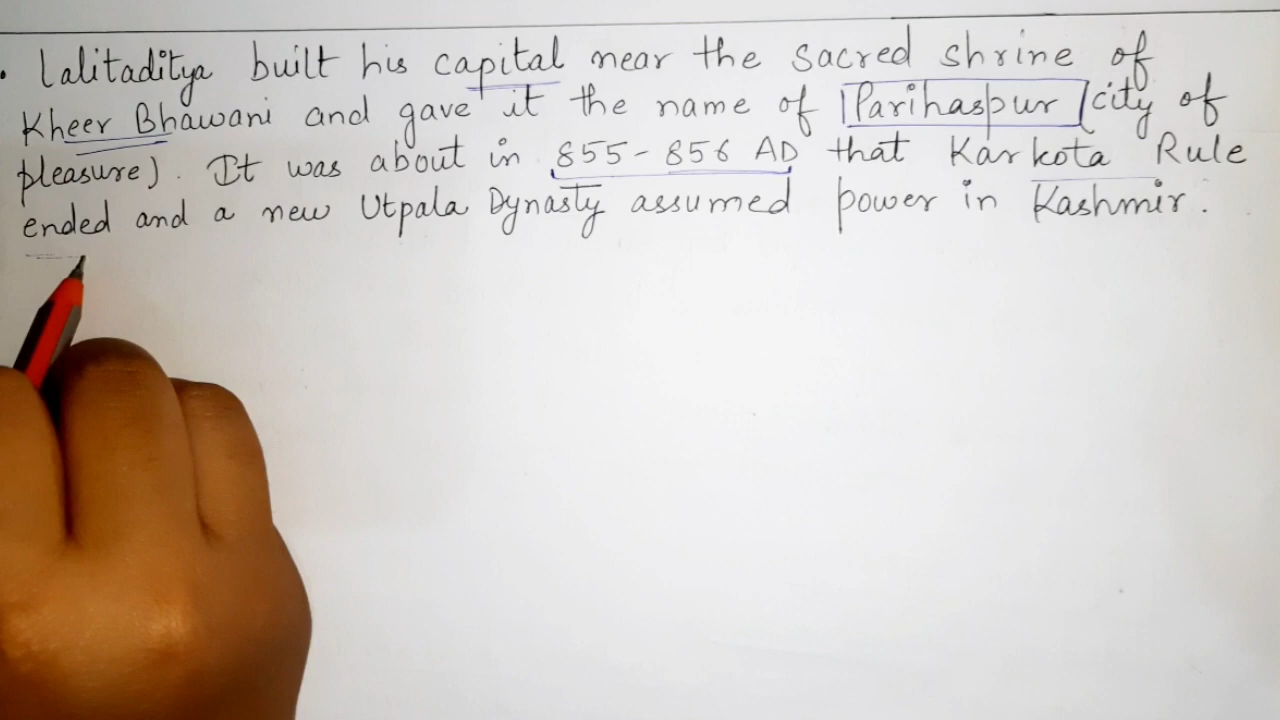 . Lalitaditya built his capital near the sacred shrine of
Kheer Bhawani and gave it the name of Parihaspur (city of
pleasure). It was about in 855-856 AD that Karkota Rule
ended and a new Utpala Dynasty assumed power in Kashmir.